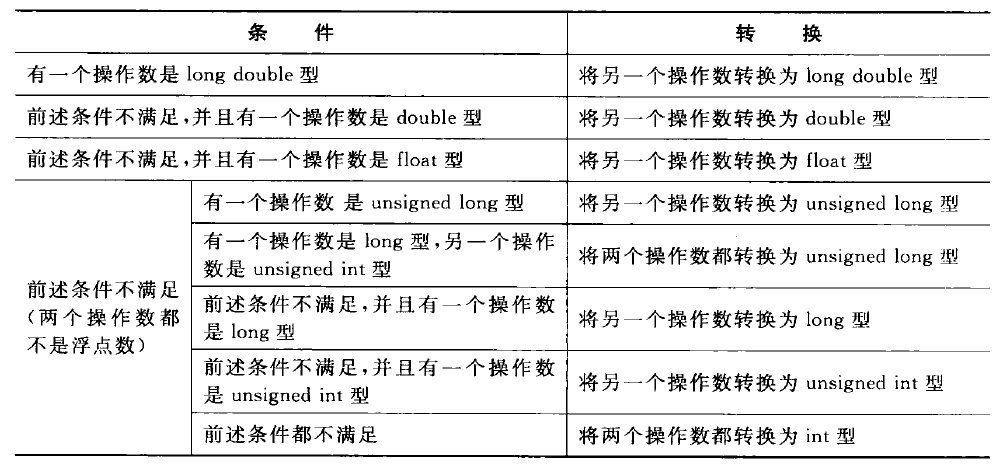 条 件 转 换
有一个操作数是 long double 型 将另一个操作数转换为 long double 型
前述条件不满足,并且有一个操作数是 double 型 将另一个操作数转换为 double 型
前述条件不满足,并且有一个操作数是 float 型 将另一个操作数转换为 float 型
前述条件不满足
(两个操作数都
不是浮点数)
有一个操作数 是 unsigned long 型 将另一个操作数转换为 unsigned long 型
有一个操作数是 long 型,另一个操作
数是 unsigned int 型
将两个操作数都转换为 unsigned long 型
前述条件不满足,并且有一个操作数
是 long 型
将另一个操作数转换为 long 型
前述条件不满足,并且有一个操作数
是 unsigned int 型
将另一个操作数转换为 unsigned int 型
前述条件都不满足 将两个操作数都转换为 int 型